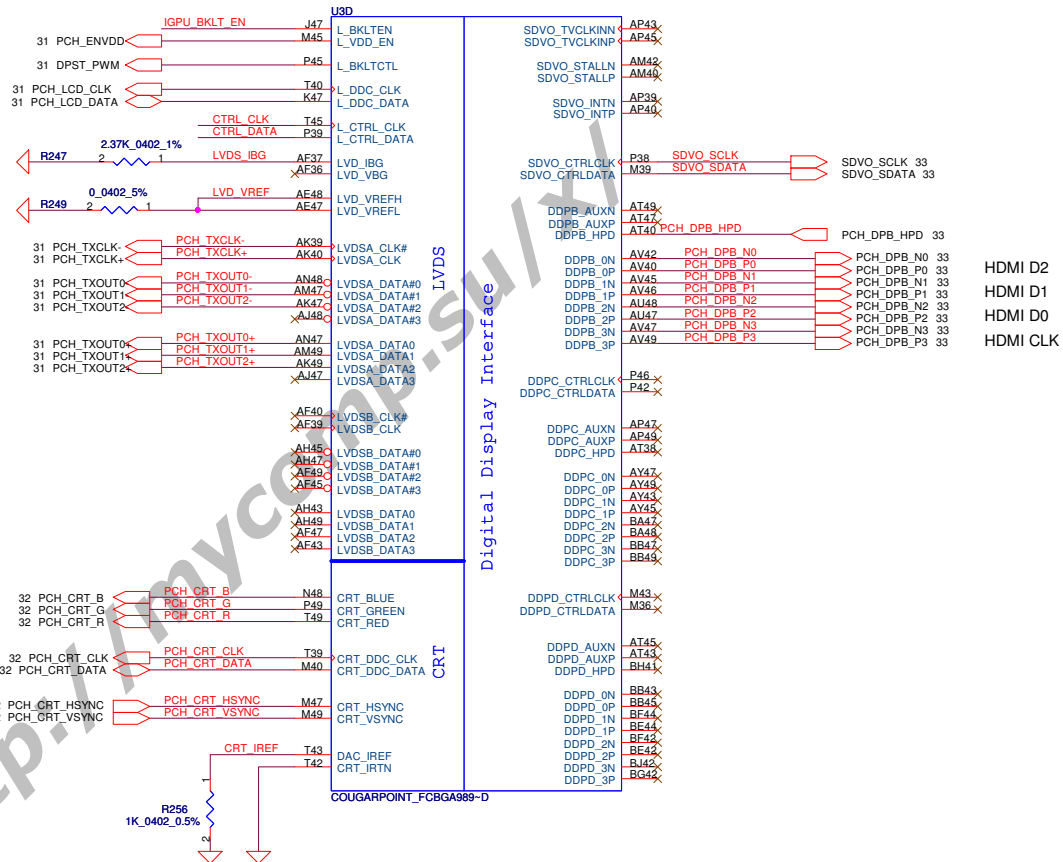 U3D
IGPU_BKLT_EN J47 L_BKLTEN
31 PCH_ENVDD M45 L_VDD_EN
31 DPST_PWM P45 L_BKLTCTL
31 PCH_LCD_CLK T40 L_DDC_CLK
31 PCH_LCD_DATA K47 L_DDC_DATA
CTRL_CLK T45 L_CTRL_CLK
CTRL_DATA P39 L_CTRL_DATA
2.37K_0402_1%
R247 2 1 LVDS_IBG AF37 LVD_IBG
AF36 LVD_VBG
0_0402_5% LVD_VREF AE48 LVD_VREFH
R249 2 1 AE47 LVD_VREFL
31 PCH_TXCLK- PCH_TXCLK- AK39 LVDSA_CLK#
31 PCH_TXCLK+ PCH_TXCLK+ AK40 LVDSA_CLK
31 PCH_TXOUT0- PCH_TXOUT0- AN48 LVDSA_DATA#0
31 PCH_TXOUT1- PCH_TXOUT1- AM47 LVDSA_DATA#1
31 PCH_TXOUT2- PCH_TXOUT2- AK47 LVDSA_DATA#2
AJ48 LVDSA_DATA#3
31 PCH_TXOUT0+ PCH_TXOUT0+ AN47 LVDSA_DATA0
31 PCH_TXOUT1+ PCH_TXOUT1+ AM49 LVDSA_DATA1
31 PCH_TXOUT2+ PCH_TXOUT2+ AK49 LVDSA_DATA2
AJ47 LVDSA_DATA3
AF40 LVDSB_CLK#
AF39 LVDSB_CLK
AH45 LVDSB_DATA#0
AH47 LVDSB_DATA#1
AF49 LVDSB_DATA#2
AF45 LVDSB_DATA#3
AH43 LVDSB_DATA0
AH49 LVDSB_DATA1
AF47 LVDSB_DATA2
AF43 LVDSB_DATA3
LVDS
32 PCH_CRT_B PCH_CRT_B N48 CRT_BLUE
32 PCH_CRT_G PCH_CRT_G P49 CRT_GREEN
32 PCH_CRT_R PCH_CRT_R T49 CRT_RED
32 PCH_CRT_CLK PCH_CRT_CLK T39 CRT_DDC_CLK
32 PCH_CRT_DATA PCH_CRT_DATA M40 CRT_DDC_DATA
PCH_CRT_HSYNC PCH_CRT_HSYNC M47 CRT_HSYNC
PCH_CRT_VSYNC PCH_CRT_VSYNC M49 CRT_VSYNC
CRT_IREF T43 DAC_IREF
T42 CRT_IRTN
CRT
1
R256
1K_0402_0.5%
2
Digital Display Interface
SDVO_TVCLKINN AP43
SDVO_TVCLKINP AP45
SDVO_STALLN AM42
SDVO_STALLP AM40
SDVO_INTN AP39
SDVO_INTP AP40
SDVO_CTRLCLK P38 SDVO_SCLK SDVO_SCLK 33
SDVO_CTRLDATA M39 SDVO_SDATA SDVO_SDATA 33
DDPB_AUXN AT49
DDPB_AUXP AT47
DDPB_HPD AT40 PCH_DPB_HPD PCH_DPB_HPD 33
DDPB_0N AV42 PCH_DPB_N0 PCH_DPB_N0 33
DDPB_0P AV40 PCH_DPB_P0 PCH_DPB_P0 33 HDMI D2
DDPB_1N AV45 PCH_DPB_N1 PCH_DPB_N1 33
DDPB_1P AV46 PCH_DPB_P1 PCH_DPB_P1 33 HDMI D1
DDPB_2N AU48 PCH_DPB_N2 PCH_DPB_N2 33
DDPB_2P AU47 PCH_DPB_P2 PCH_DPB_P2 33 HDMI D0
DDPB_3N AV47 PCH_DPB_N3 PCH_DPB_N3 33
DDPB_3P AV49 PCH_DPB_P3 PCH_DPB_P3 33 HDMI CLK
DDPC_CTRLCLK P46
DDPC_CTRLDATA P42
DDPC_AUXN AP47
DDPC_AUXP AP49
DDPC_HPD AT38
DDPC_0N AY47
DDPC_0P AY49
DDPC_1N AY43
DDPC_1P AY45
DDPC_2N BA47
DDPC_2P BA48
DDPC_3N BB47
DDPC_3P BB49
DDPD_CTRLCLK M43
DDPD_CTRLDATA M36
DDPD_AUXN AT45
DDPD_AUXP AT43
DDPD_HPD BH41
DDPD_0N BB43
DDPD_0P BB45
DDPD_1N BF44
DDPD_1P BE44
DDPD_2N BF42
DDPD_2P BE42
DDPD_3N BJ42
DDPD_3P BG42
COUGARPOINT_FCBGA989~D
tp://mycomp.su/x/